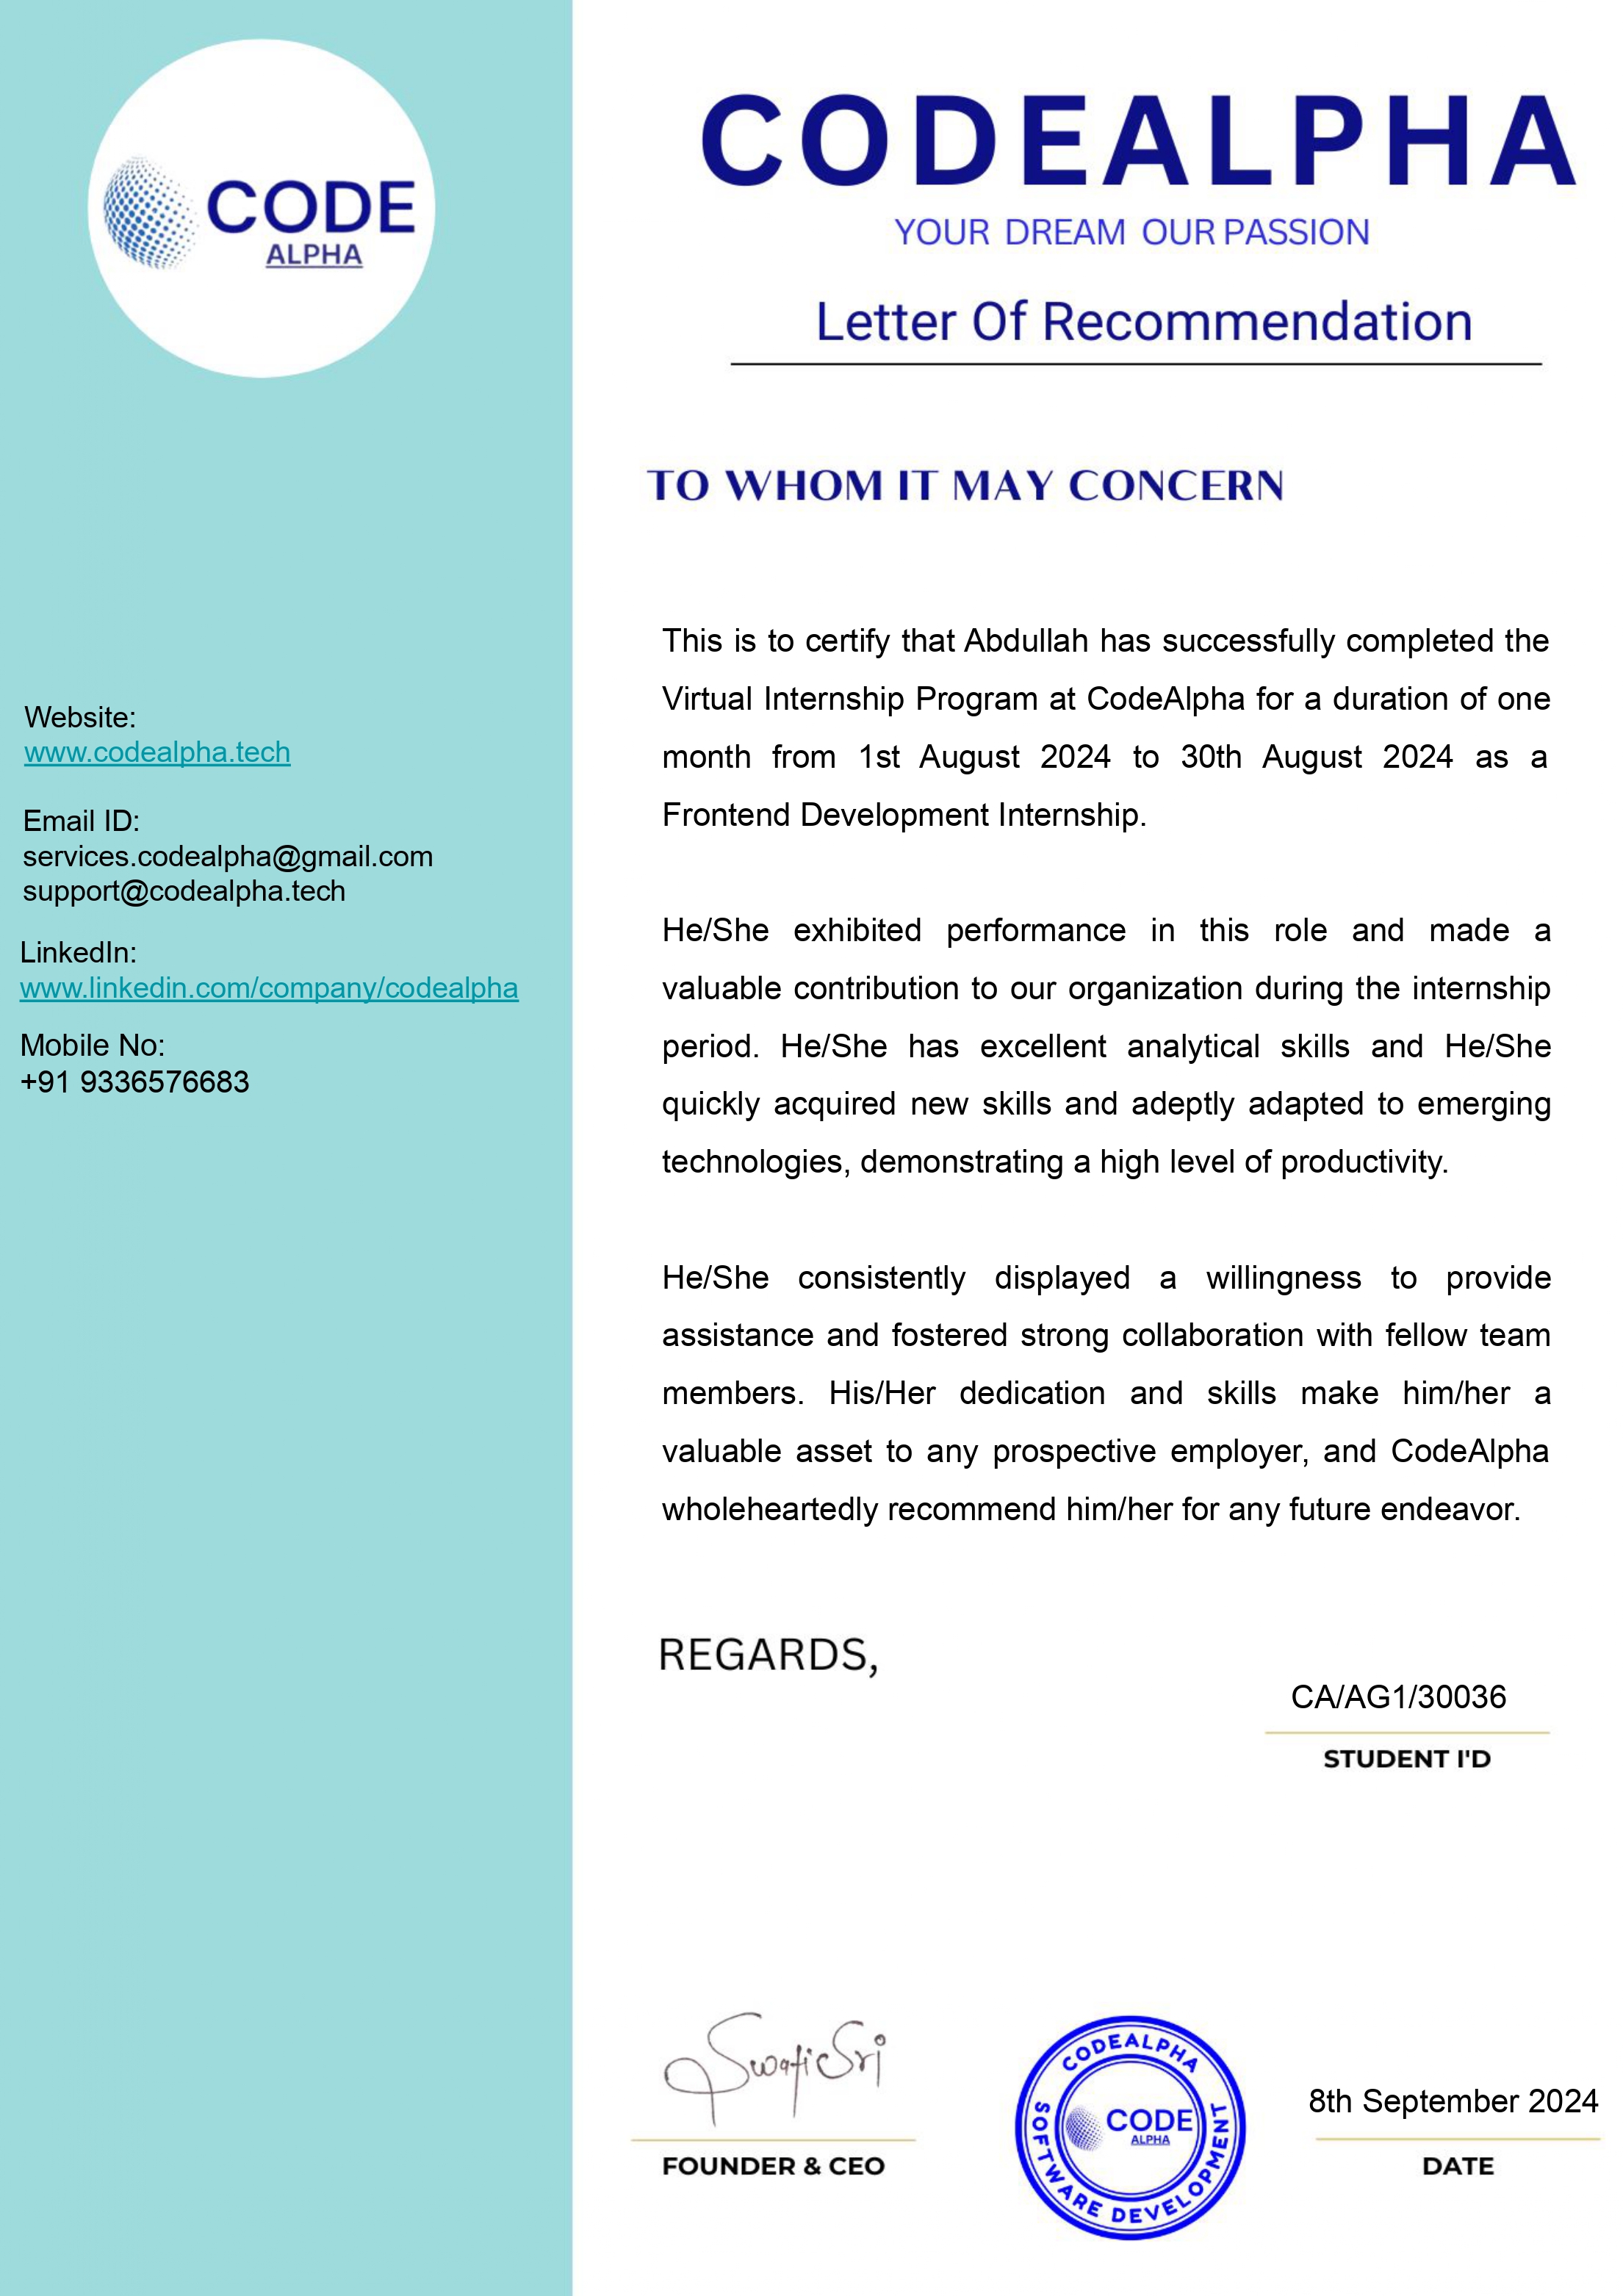 CODE
ALPHA
CODEALPHA
YOUR DREAM OUR PASSION
Letter Of Recommendation
TO WHOM IT MAY CONCERN
Website:
www.codealpha.tech
Email ID:
services.codealpha@gmail.com
support@codealpha.tech
LinkedIn:
www.linkedin.com/company/codealpha
Mobile No:
+91 9336576683
This is to certify that Abdullah has successfully completed the
Virtual Internship Program at CodeAlpha for a duration of one
month from 1st August 2024 to 30th August 2024 as a
Frontend Development Internship.
He/She exhibited performance in this role and made a
valuable contribution to our organization during the internship
period. He/She has excellent analytical skills and He/She
quickly acquired new skills and adeptly adapted to emerging
technologies, demonstrating a high level of productivity.
He/She consistently displayed a willingness to provide
assistance and fostered strong collaboration with fellow team
members. His/Her dedication and skills make him/her a
valuable asset to any prospective employer, and CodeAlpha
wholeheartedly recommend him/her for any future endeavor.
REGARDS,
CA/AG1/30036
STUDENT I'D
Swati Sri
FOUNDER & CEO
CODEALPHA
CODE
ALPHA
SOFTWARE DEVELOPMENT
8th September 2024
DATE